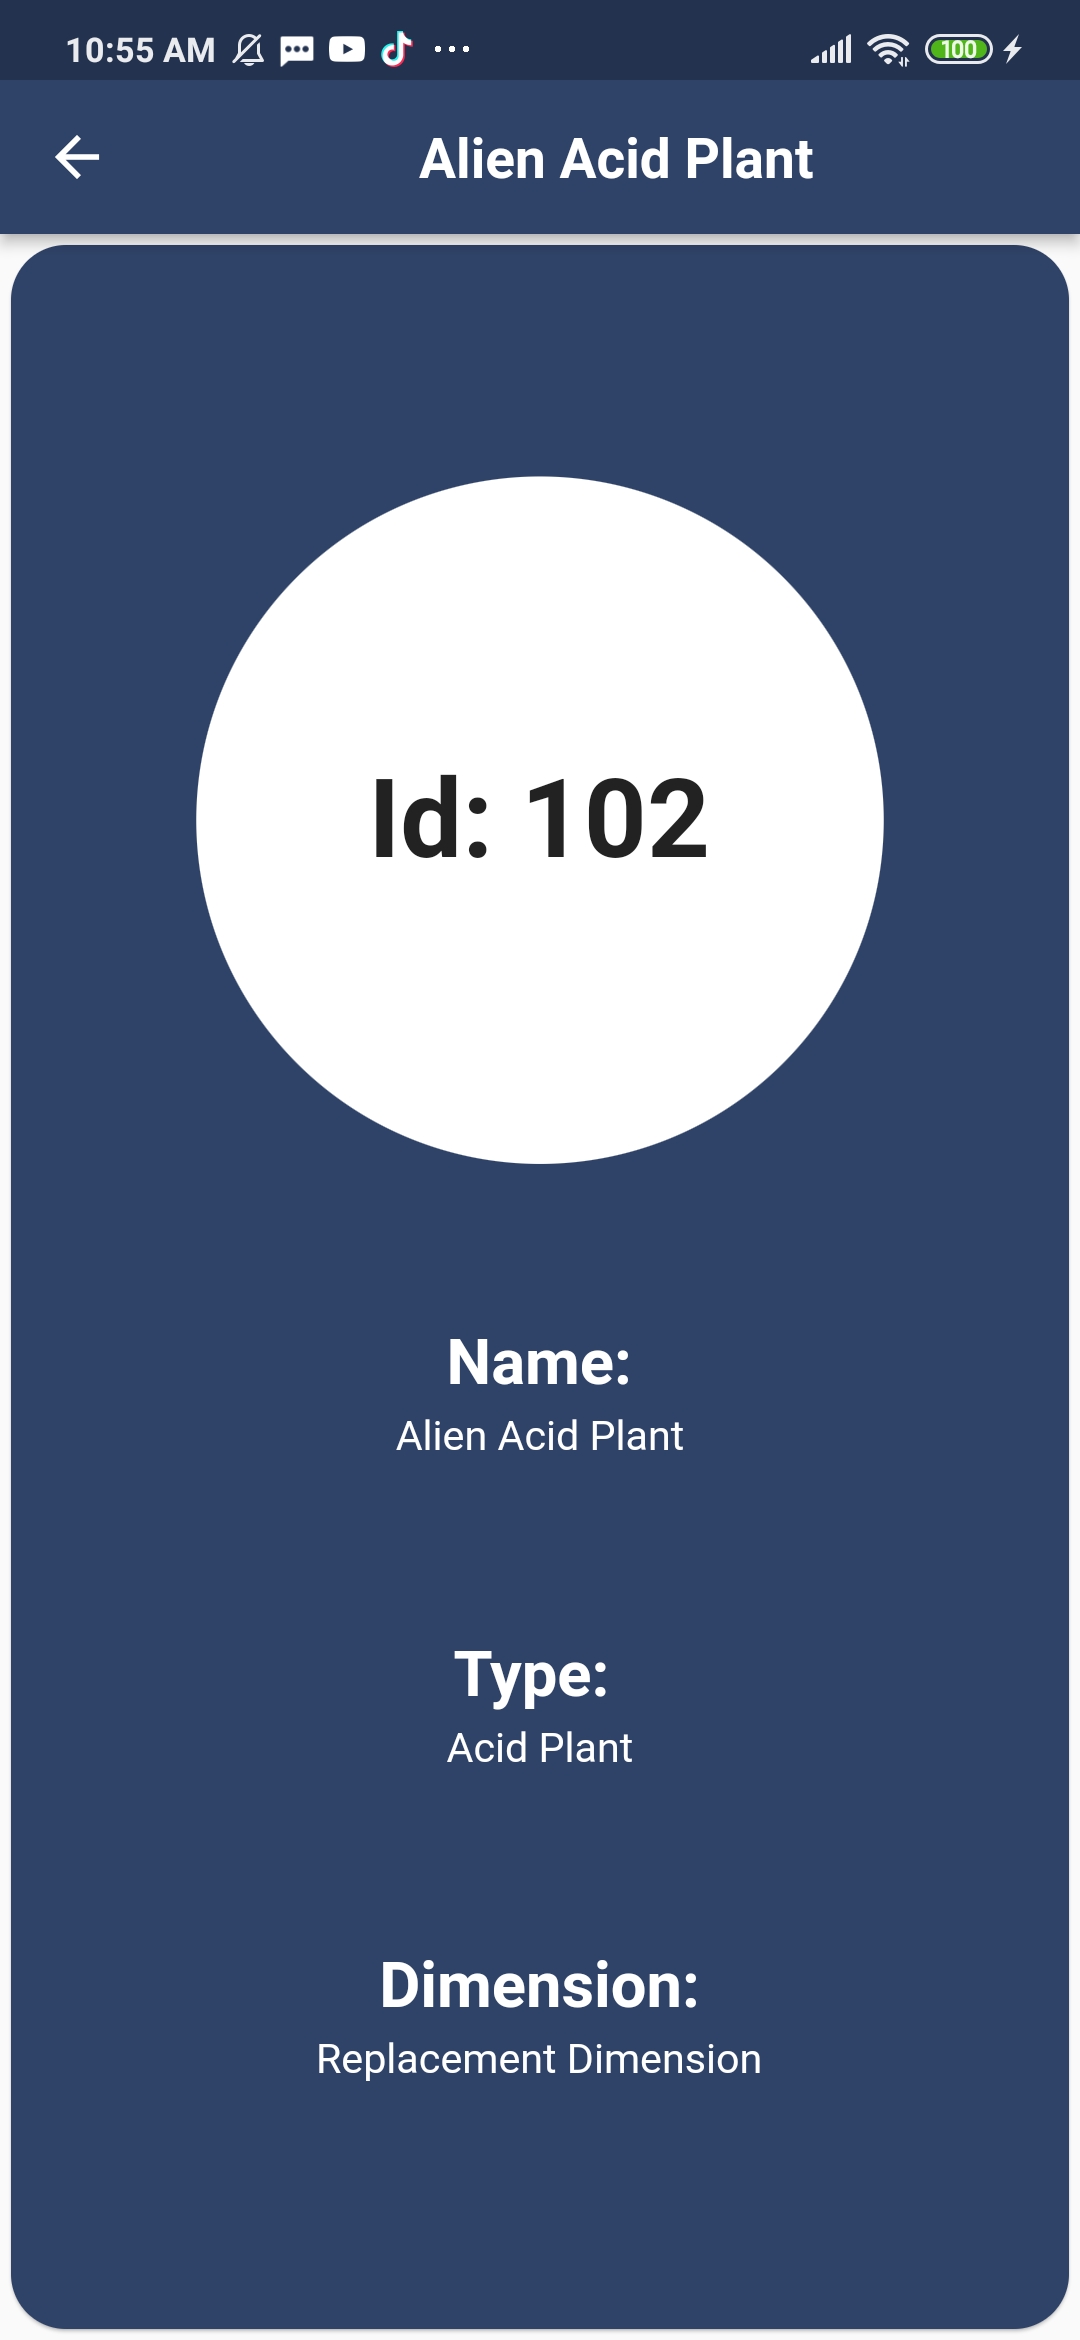 10:55 AM
100
Alien Acid Plant
Id: 102
Name:
Alien Acid Plant
Type:
Acid Plant
Dimension:
Replacement Dimension